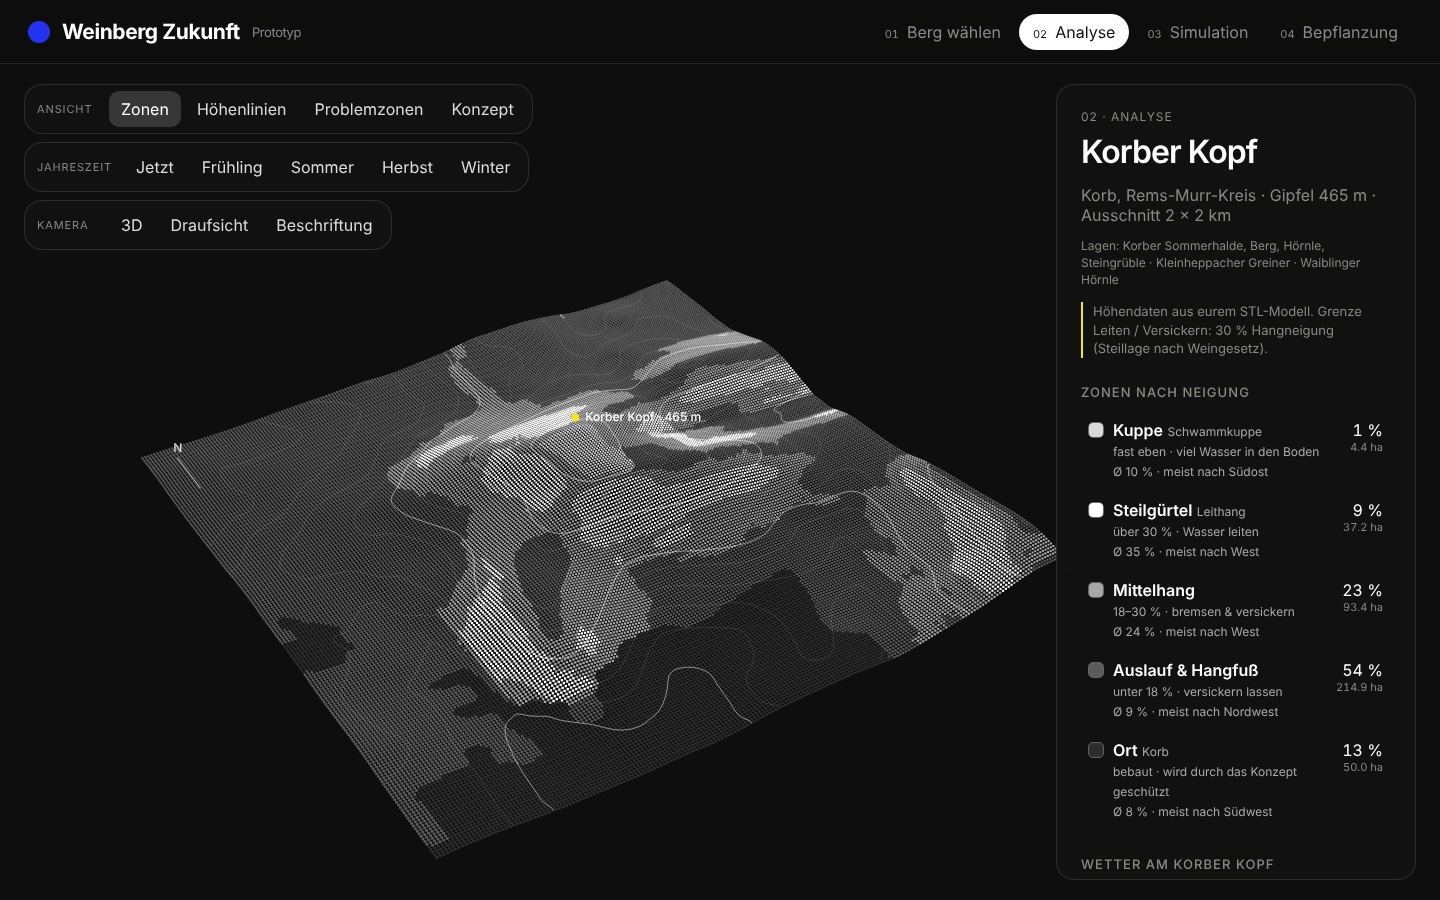 Weinberg Zukunft Prototyp
01 Berg wählen
02 Analyse
03 Simulation
04 Bepflanzung
ANSICHT Zonen Höhenlinien Problemzonen Konzept
JAHRESZEIT Jetzt Frühling Sommer Herbst Winter
KAMERA 3D Draufsicht Beschriftung
N
Korber Kopf · 465 m
02 · ANALYSE
Korber Kopf
Korb, Rems-Murr-Kreis · Gipfel 465 m ·
Ausschnitt 2 × 2 km
Lagen: Korber Sommerhalde, Berg, Hörnle,
Steingrüble · Kleinheppacher Greiner · Waiblinger
Hörnle
Höhendaten aus eurem STL-Modell. Grenze
Leiten / Versickern: 30 % Hangneigung
(Steillage nach Weingesetz).
ZONEN NACH NEIGUNG
Kuppe Schwammkuppe 1 %
fast eben · viel Wasser in den Boden 4.4 ha
Ø 10 % · meist nach Südost
Steilgürtel Leithang 9 %
über 30 % · Wasser leiten 37.2 ha
Ø 35 % · meist nach West
Mittelhang 23 %
18–30 % · bremsen & versickern 93.4 ha
Ø 24 % · meist nach West
Auslauf & Hangfuß 54 %
unter 18 % · versickern lassen 214.9 ha
Ø 9 % · meist nach Nordwest
Ort Korb 13 %
bebaut · wird durch das Konzept 50.0 ha
geschützt
Ø 8 % · meist nach Südwest
WETTER AM KORBER KOPF